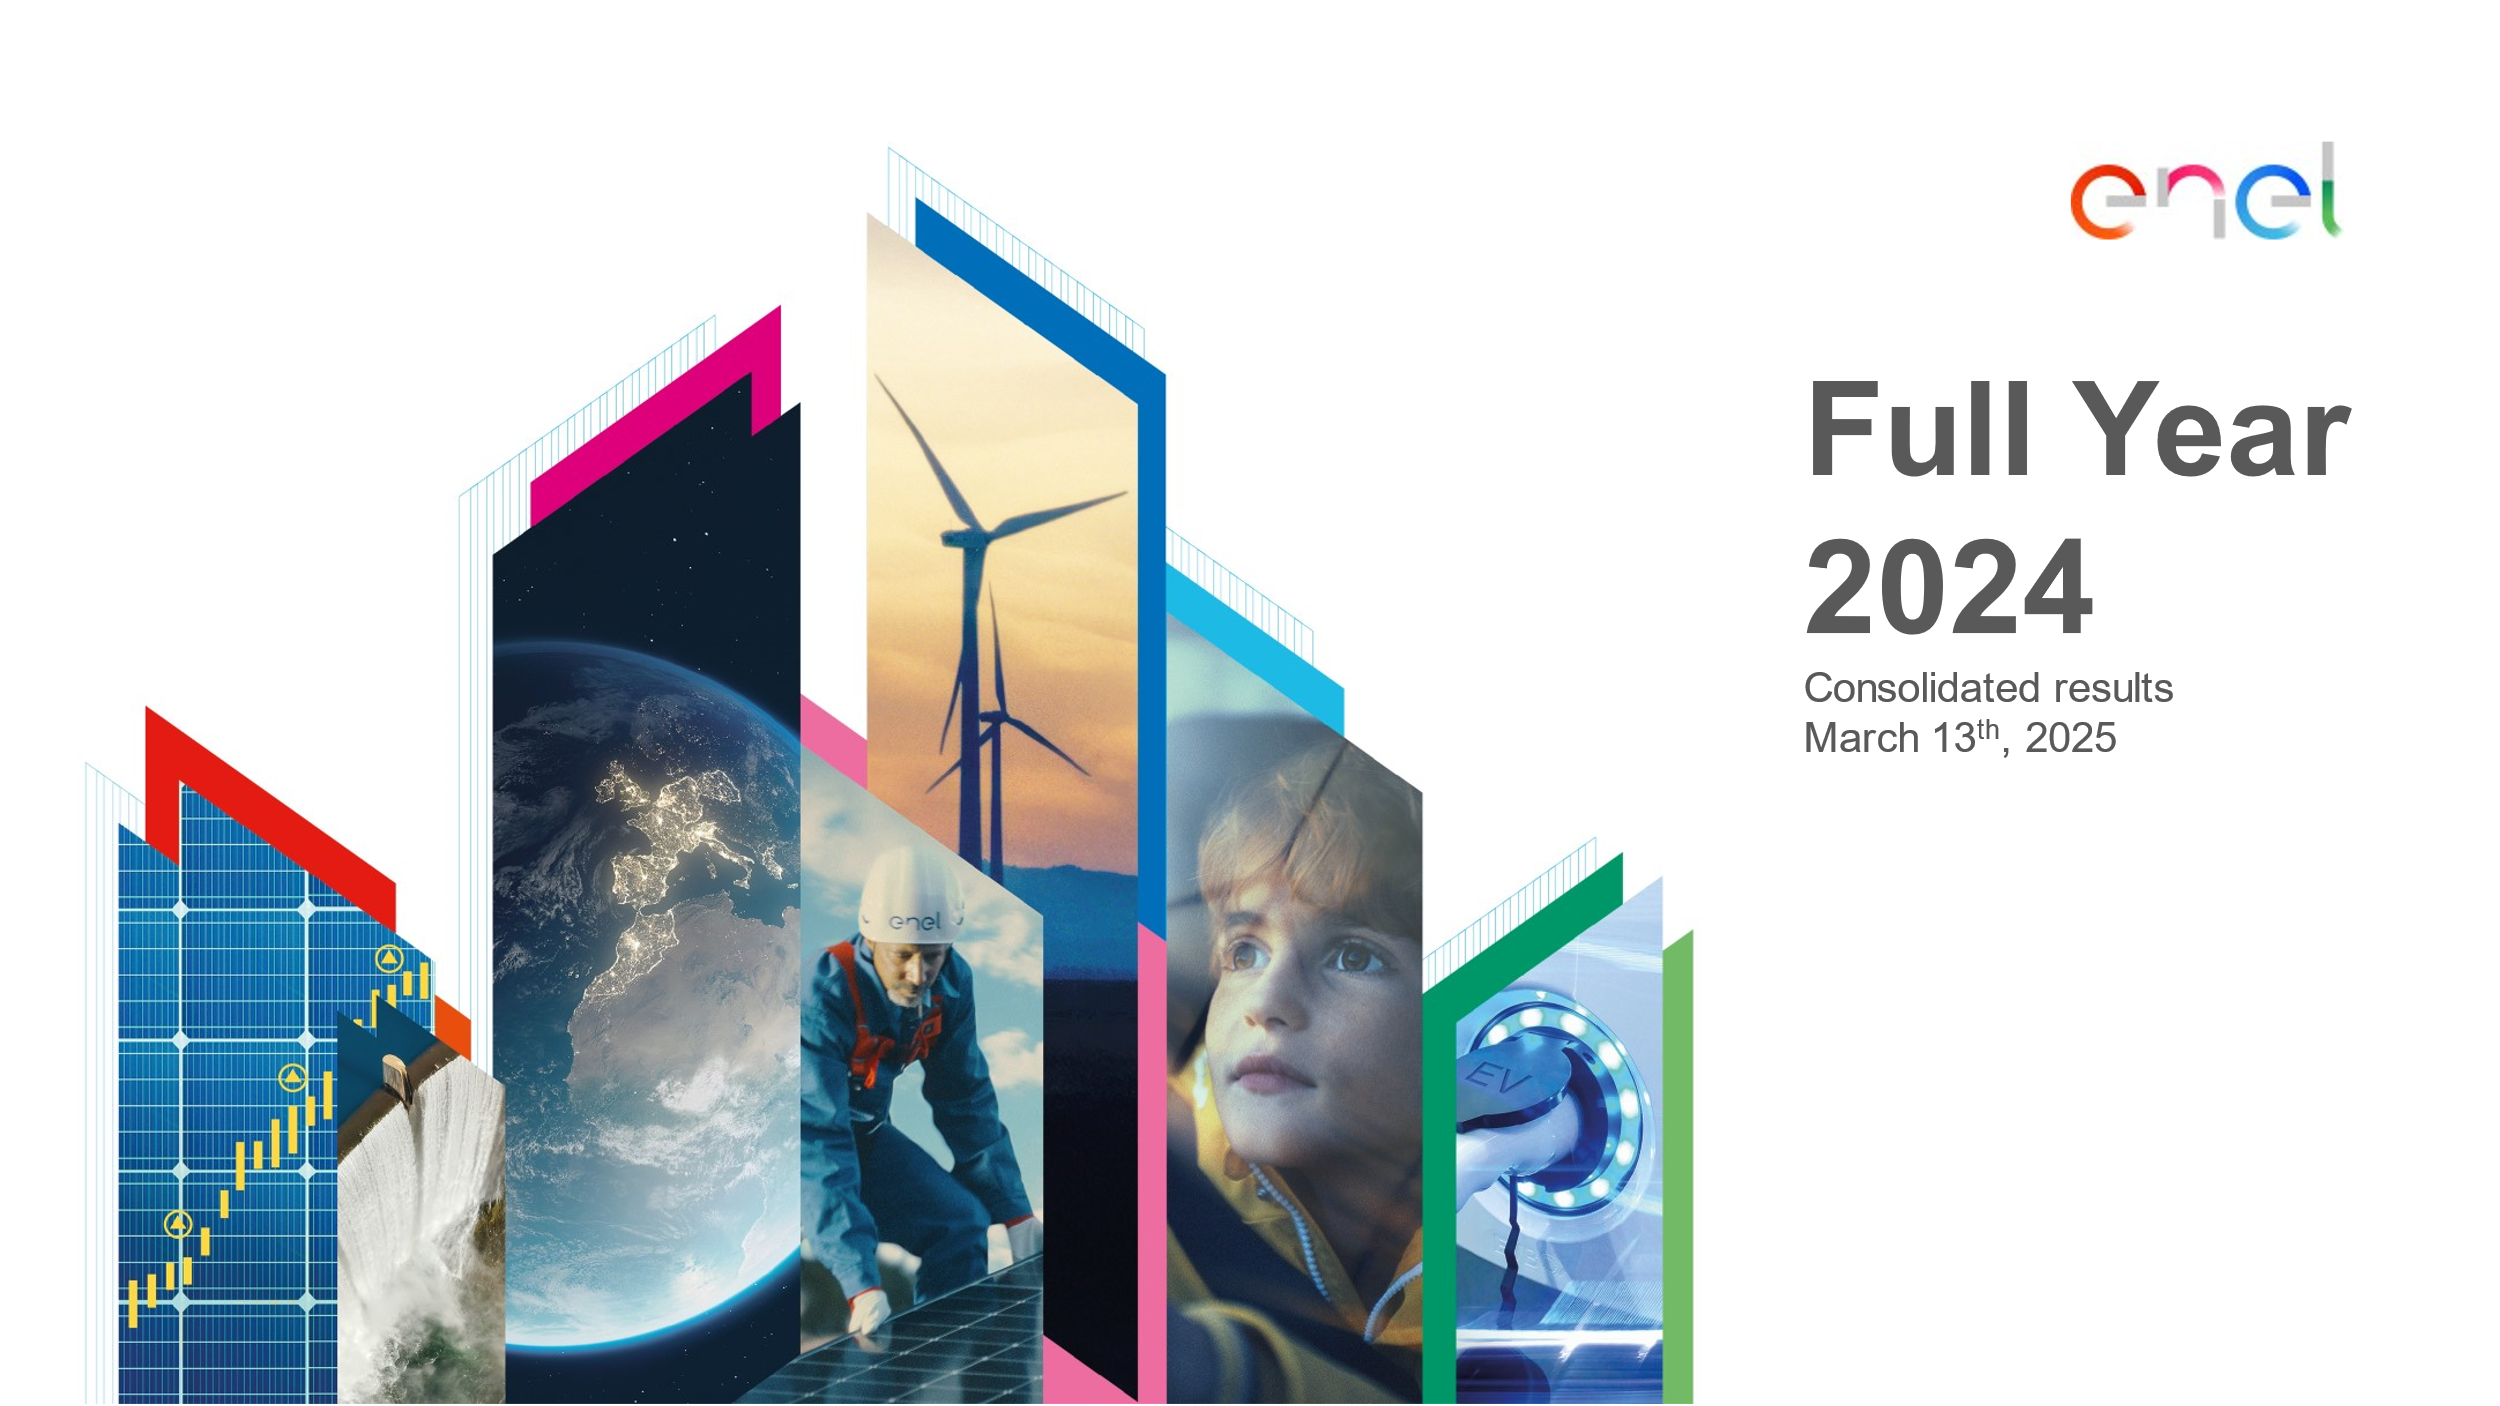 enel
Full Year
2024
Consolidated results
March 13th, 2025
enel
EV